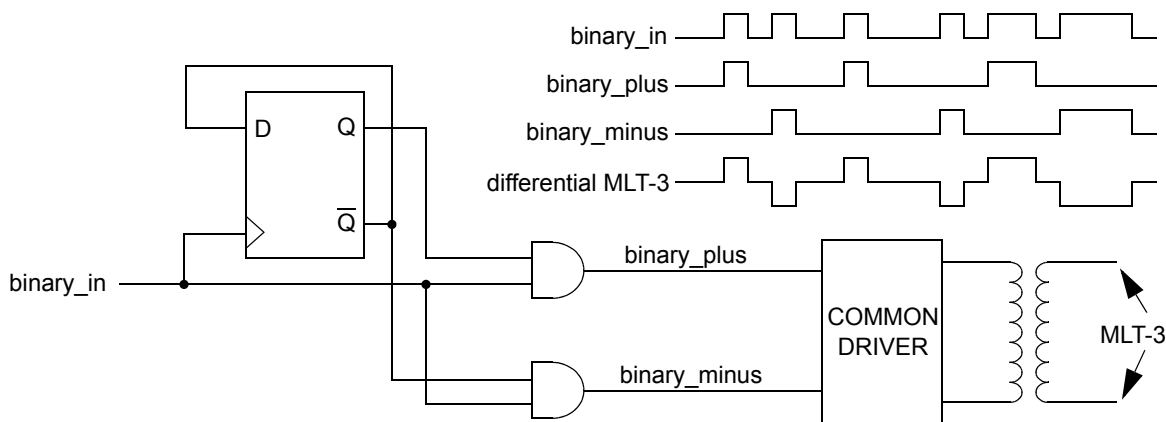 binary_in
binary_plus
binary_minus
differential MLT-3
D Q
Q̅
binary_in
binary_plus
binary_minus
COMMON
DRIVER
MLT-3